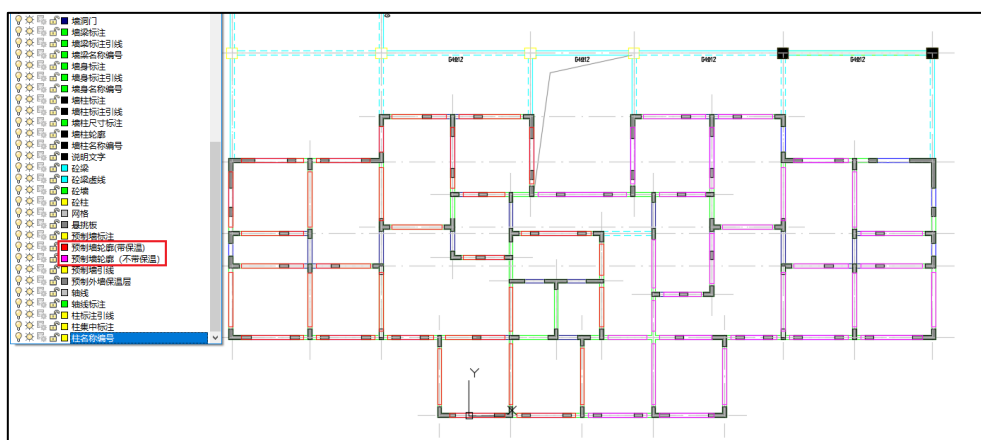 墙洞门
墙梁标注
墙梁标注引线
墙梁名称编号
墙身标注
墙身标注引线
墙身名称编号
墙柱标注
墙柱标注引线
墙柱尺寸标注
墙柱轮廓
墙柱名称编号
说明文字
砼梁
砼梁虚线
砼墙
砼柱
网格
悬挑板
预制墙标注
预制墙轮廓(带保温)
预制墙轮廓（不带保温）
预制墙引线
预制外墙保温层
轴线
轴线标注
柱标注引线
柱集中标注
柱名称编号
Y
X